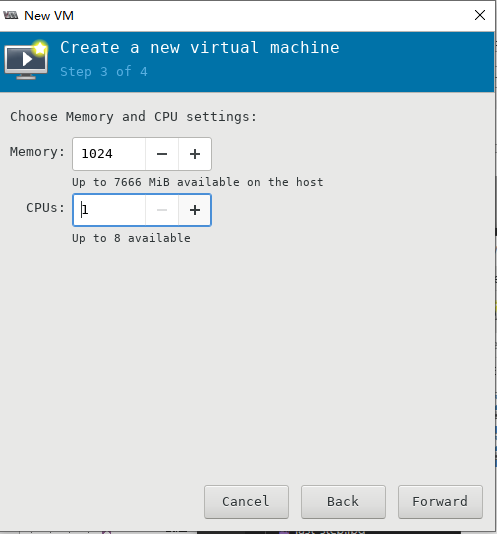 New VM
Create a new virtual machine
Step 3 of 4
Choose Memory and CPU settings:
Memory: 1024
Up to 7666 MiB available on the host
CPUs: 1
Up to 8 available
Cancel Back Forward